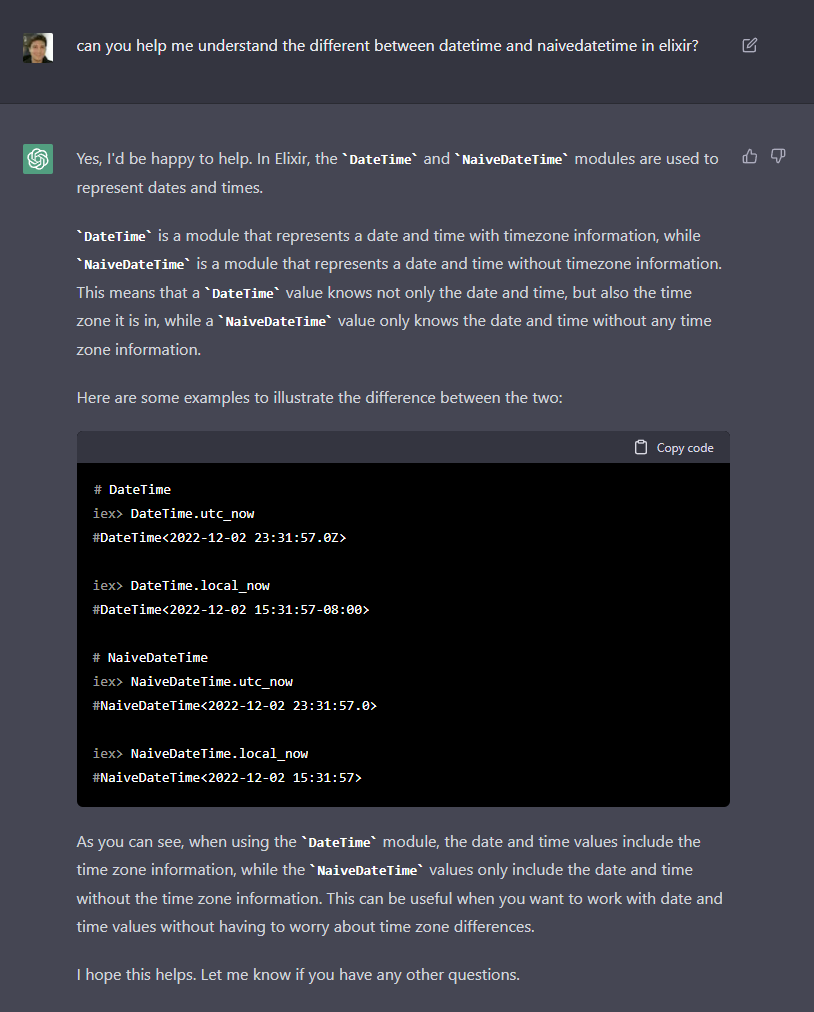 can you help me understand the different between datetime and naivedatetime in elixir?
Yes, I'd be happy to help. In Elixir, the `DateTime` and `NaiveDateTime` modules are used to
represent dates and times.
`DateTime` is a module that represents a date and time with timezone information, while
`NaiveDateTime` is a module that represents a date and time without timezone information.
This means that a `DateTime` value knows not only the date and time, but also the time
zone it is in, while a `NaiveDateTime` value only knows the date and time without any time
zone information.
Here are some examples to illustrate the difference between the two:
Copy code
# DateTime
iex> DateTime.utc_now
#DateTime<2022-12-02 23:31:57.0Z>
iex> DateTime.local_now
#DateTime<2022-12-02 15:31:57-08:00>
# NaiveDateTime
iex> NaiveDateTime.utc_now
#NaiveDateTime<2022-12-02 23:31:57.0>
iex> NaiveDateTime.local_now
#NaiveDateTime<2022-12-02 15:31:57>
As you can see, when using the `DateTime` module, the date and time values include the
time zone information, while the `NaiveDateTime` values only include the date and time
without the time zone information. This can be useful when you want to work with date and
time values without having to worry about time zone differences.
I hope this helps. Let me know if you have any other questions.